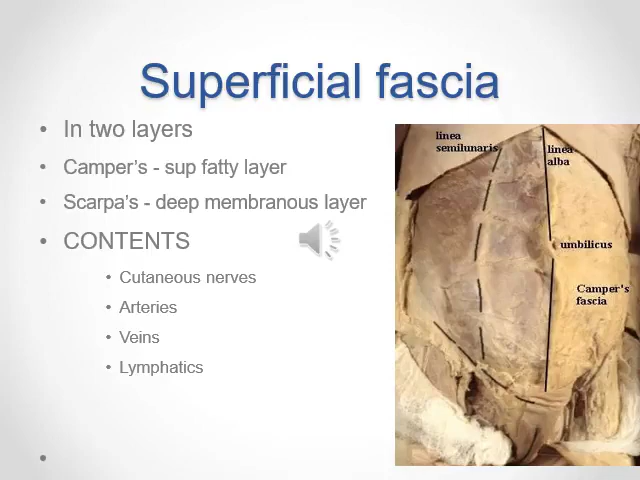 Superficial fascia
• In two layers
• Camper's - sup fatty layer
• Scarpa's - deep membranous layer
• CONTENTS
• Cutaneous nerves
• Arteries
• Veins
• Lymphatics
•
linea
semilunaris
linea
alba
umbilicus
Camper's
fascia